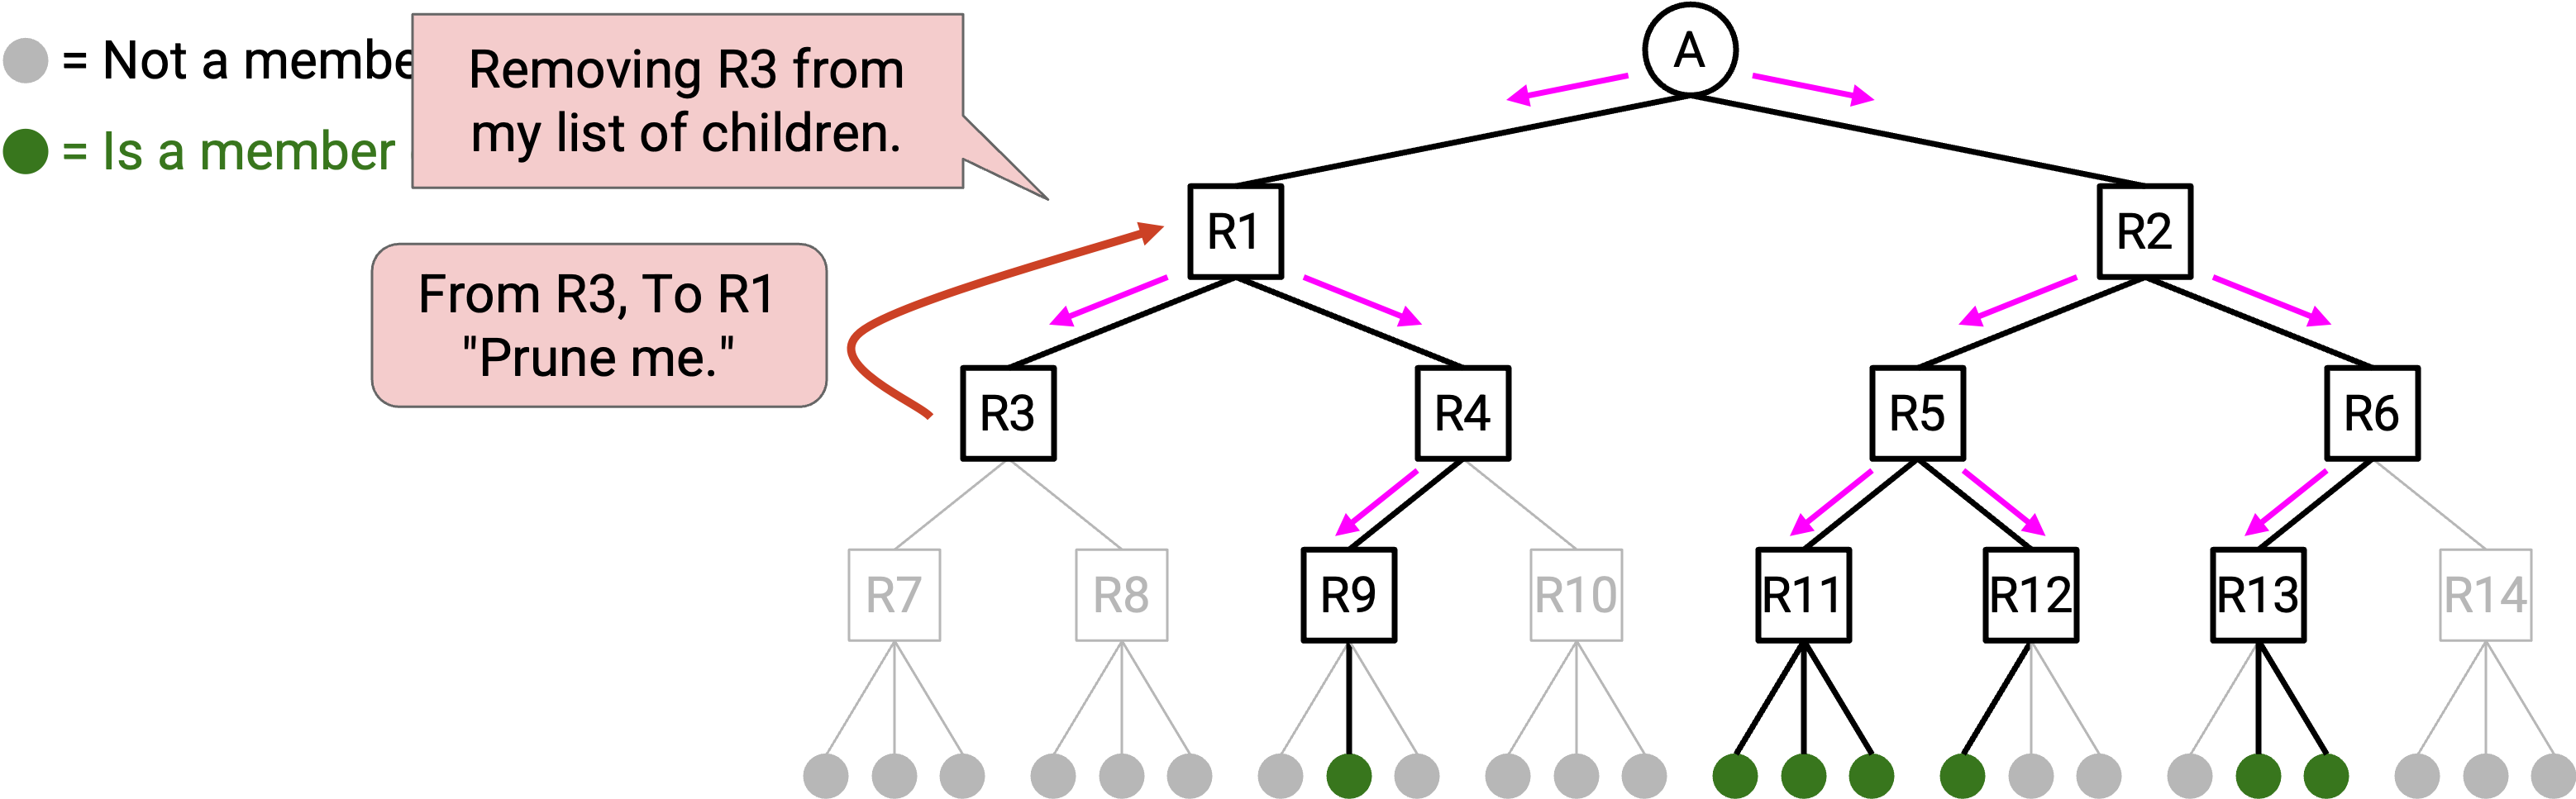 = Not a membe
= Is a member
Removing R3 from
my list of children.
From R3, To R1
"Prune me."
A
R1
R2
R3
R4
R5
R6
R7
R8
R9
R10
R11
R12
R13
R14